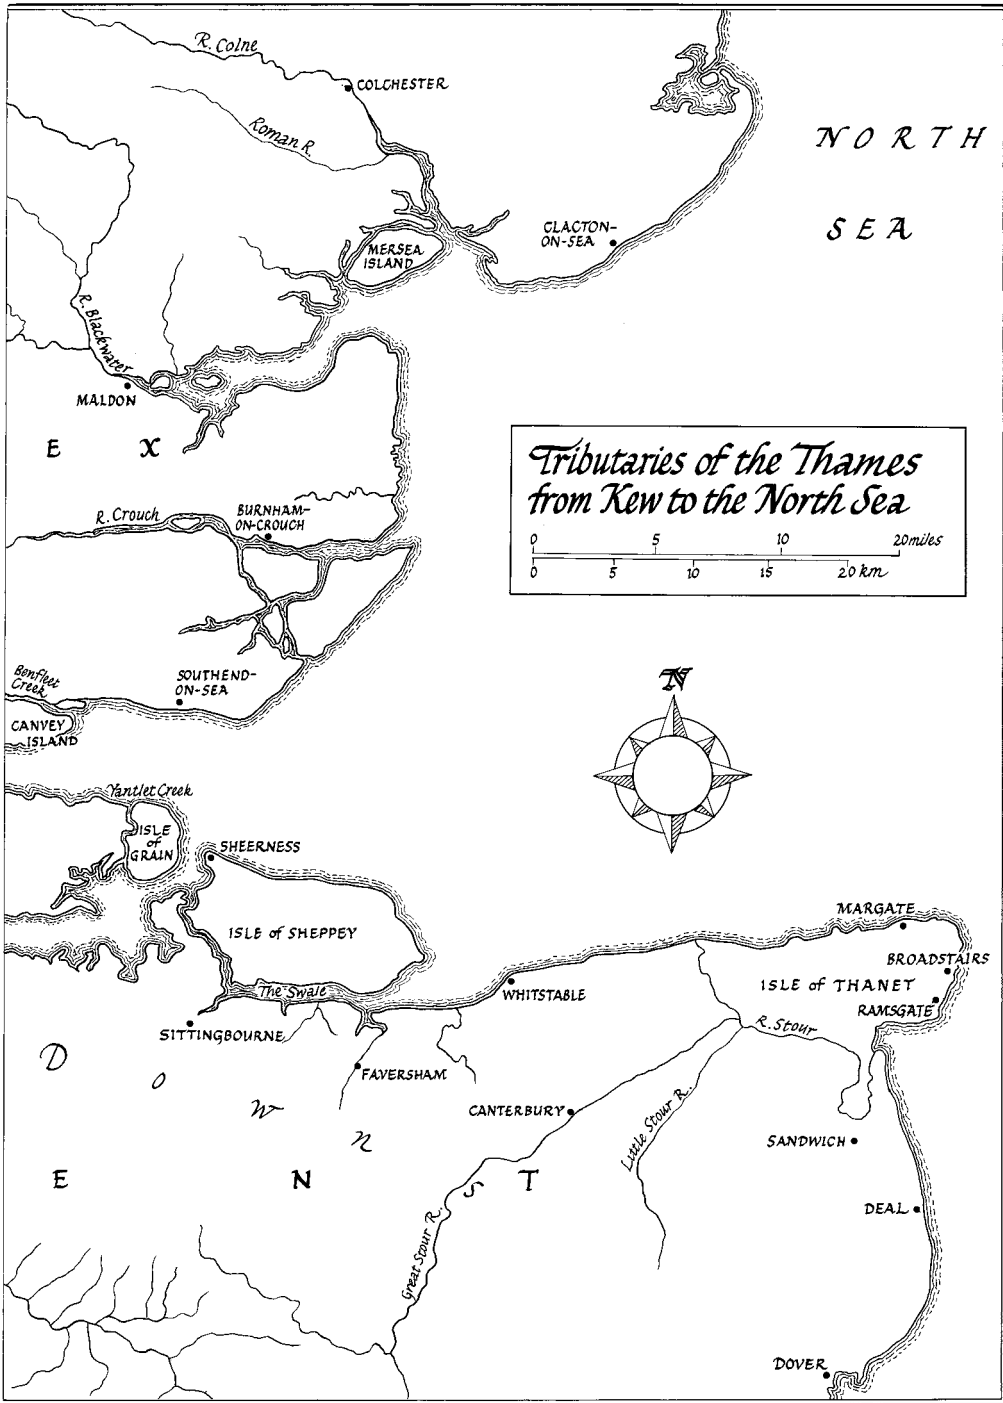 R. Colne
COLCHESTER
Roman R.
NORTH
SEA
CLACTON-
ON-SEA
MERSEA
ISLAND
R. Blackwater
MALDON
E X
Tributaries of the Thames
from Kew to the North Sea
0 5 10 20 miles
0 5 10 15 20 km
R. Crouch
BURNHAM-
ON-CROUCH
N
Benfleet
Creek
SOUTHEND-
ON-SEA
CANVEY
ISLAND
Yantlet Creek
ISLE
of
GRAIN
SHEERNESS
ISLE of SHEPPEY
MARGATE
BROADSTAIRS
The Swale
WHITSTABLE
ISLE of THANET
RAMSGATE
SITTINGBOURNE
R. Stour
D o w n s
FAVERSHAM
CANTERBURY
Little Stour R.
SANDWICH
E N T
DEAL
Great Stour R.
DOVER